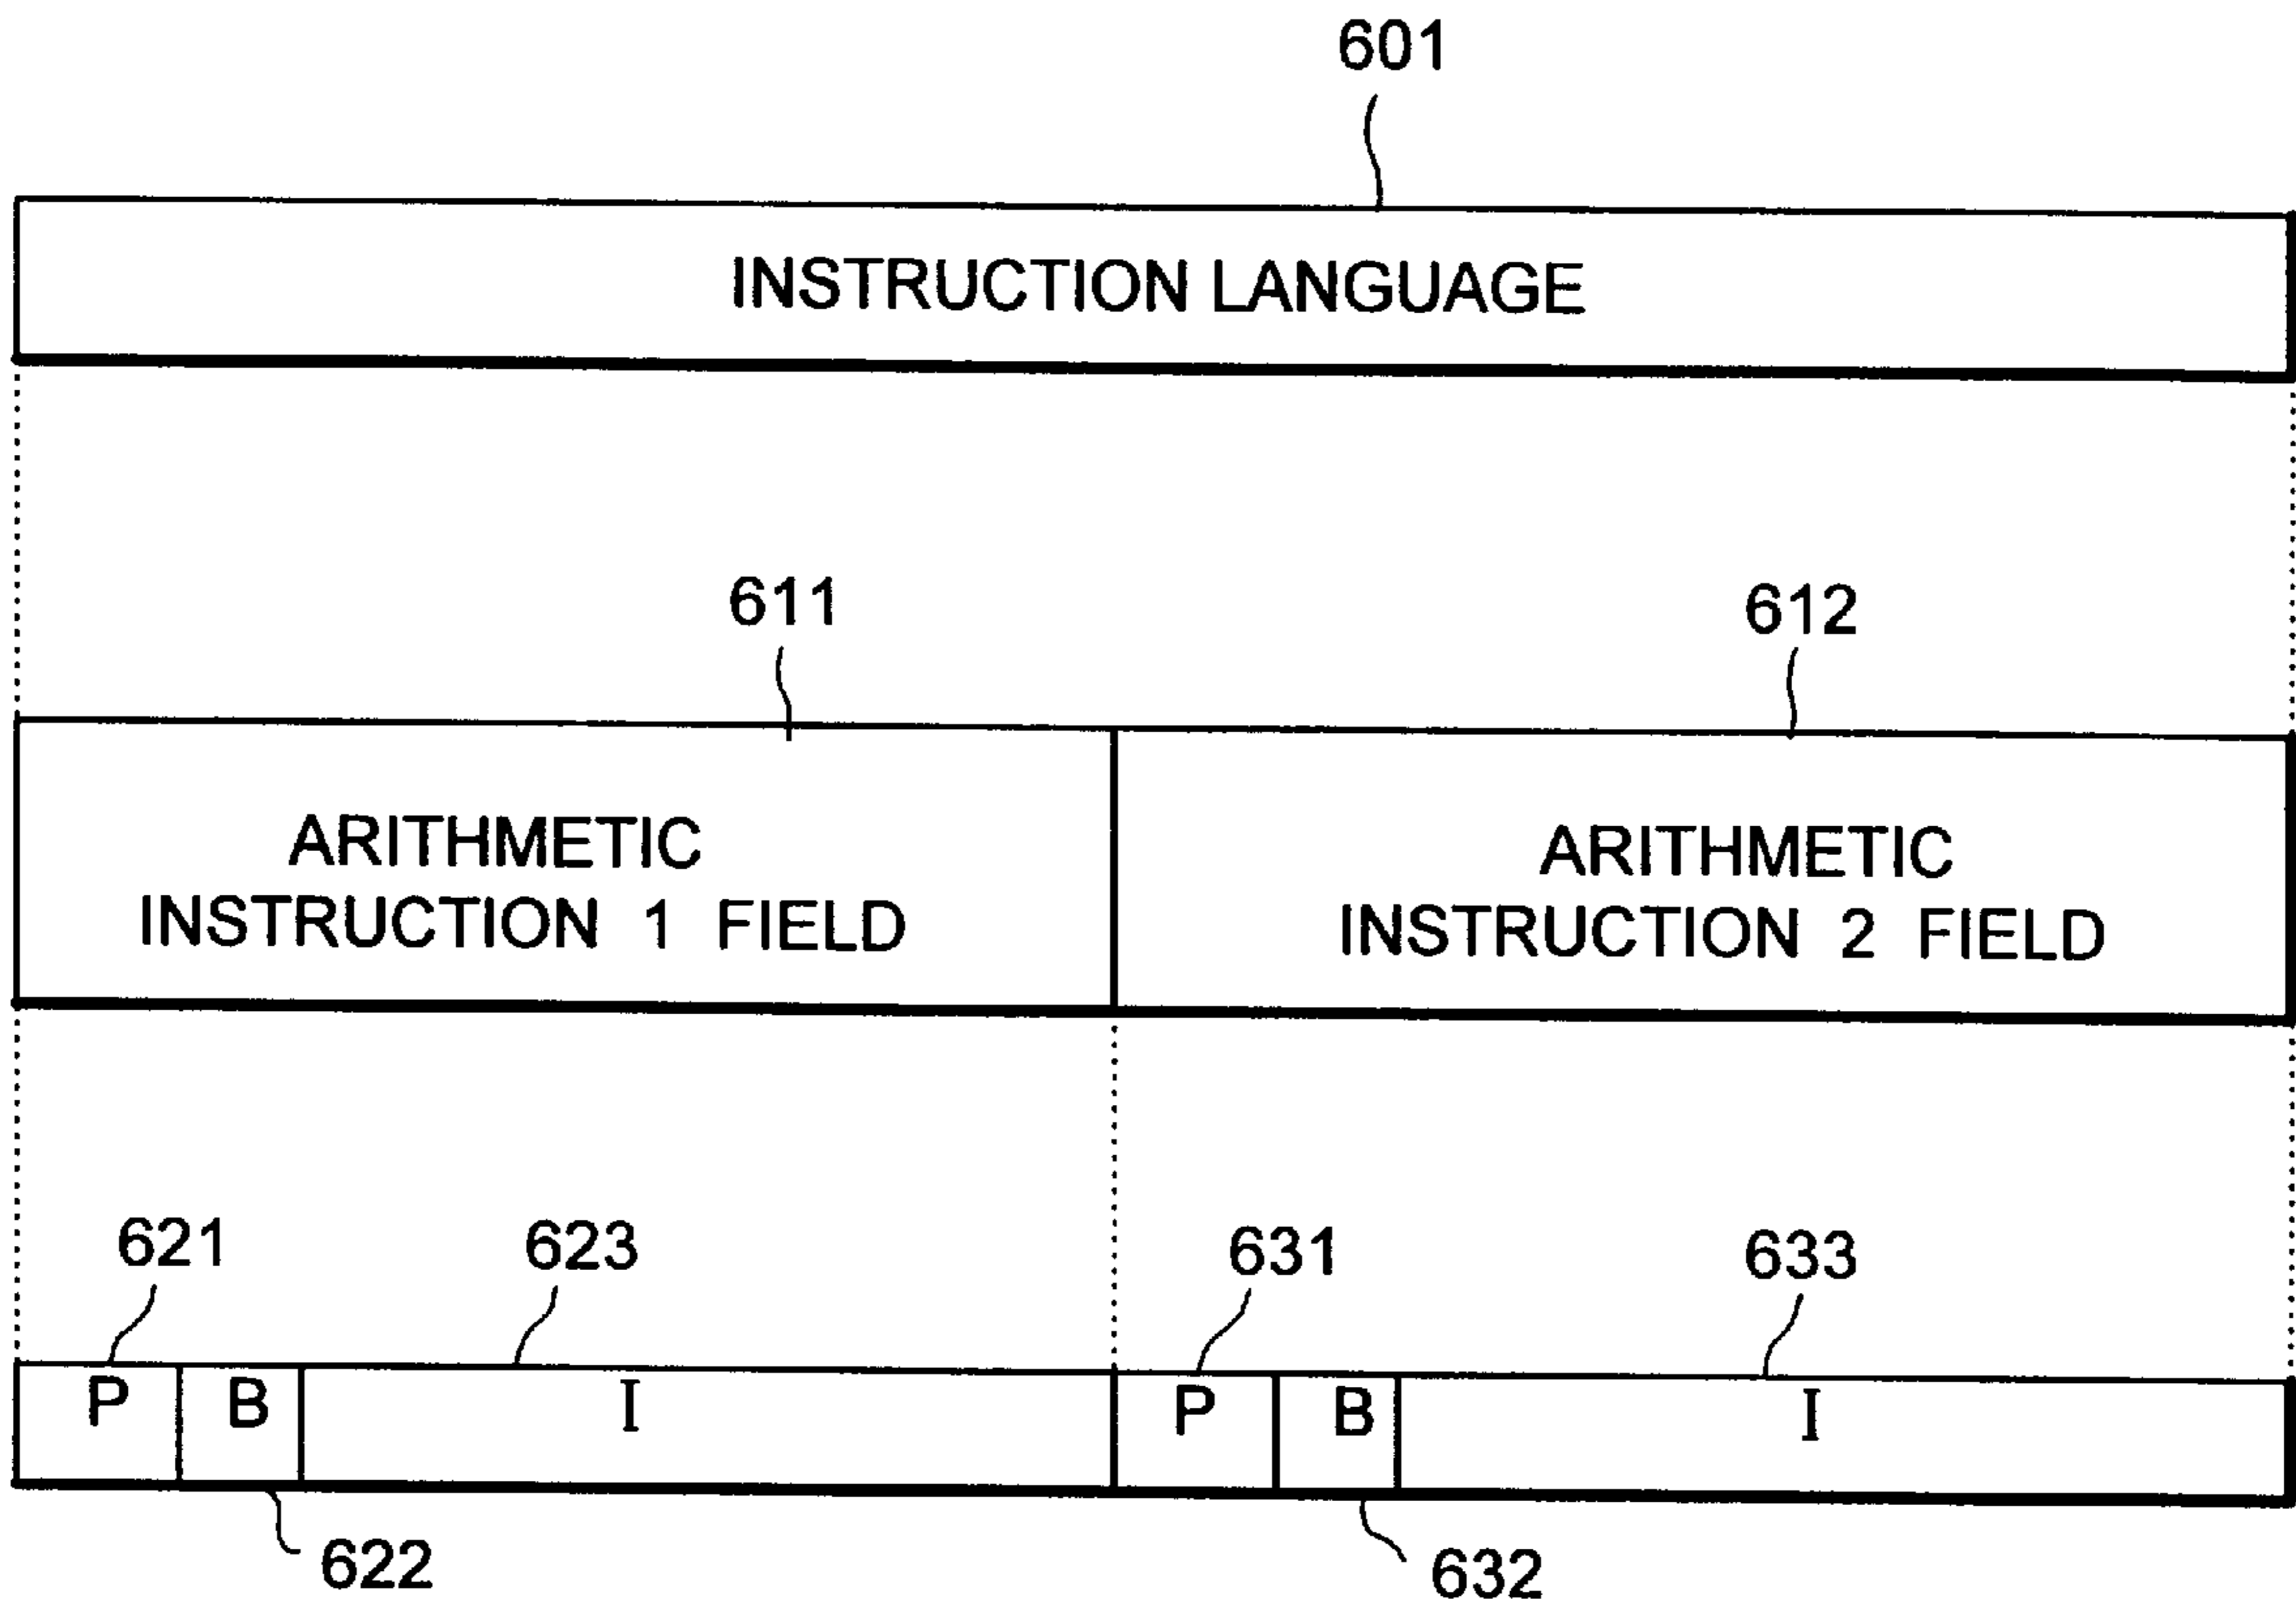 601
INSTRUCTION LANGUAGE
611
612
ARITHMETIC
INSTRUCTION 1 FIELD
ARITHMETIC
INSTRUCTION 2 FIELD
621
623
631
633
P
B
I
P
B
I
622
632